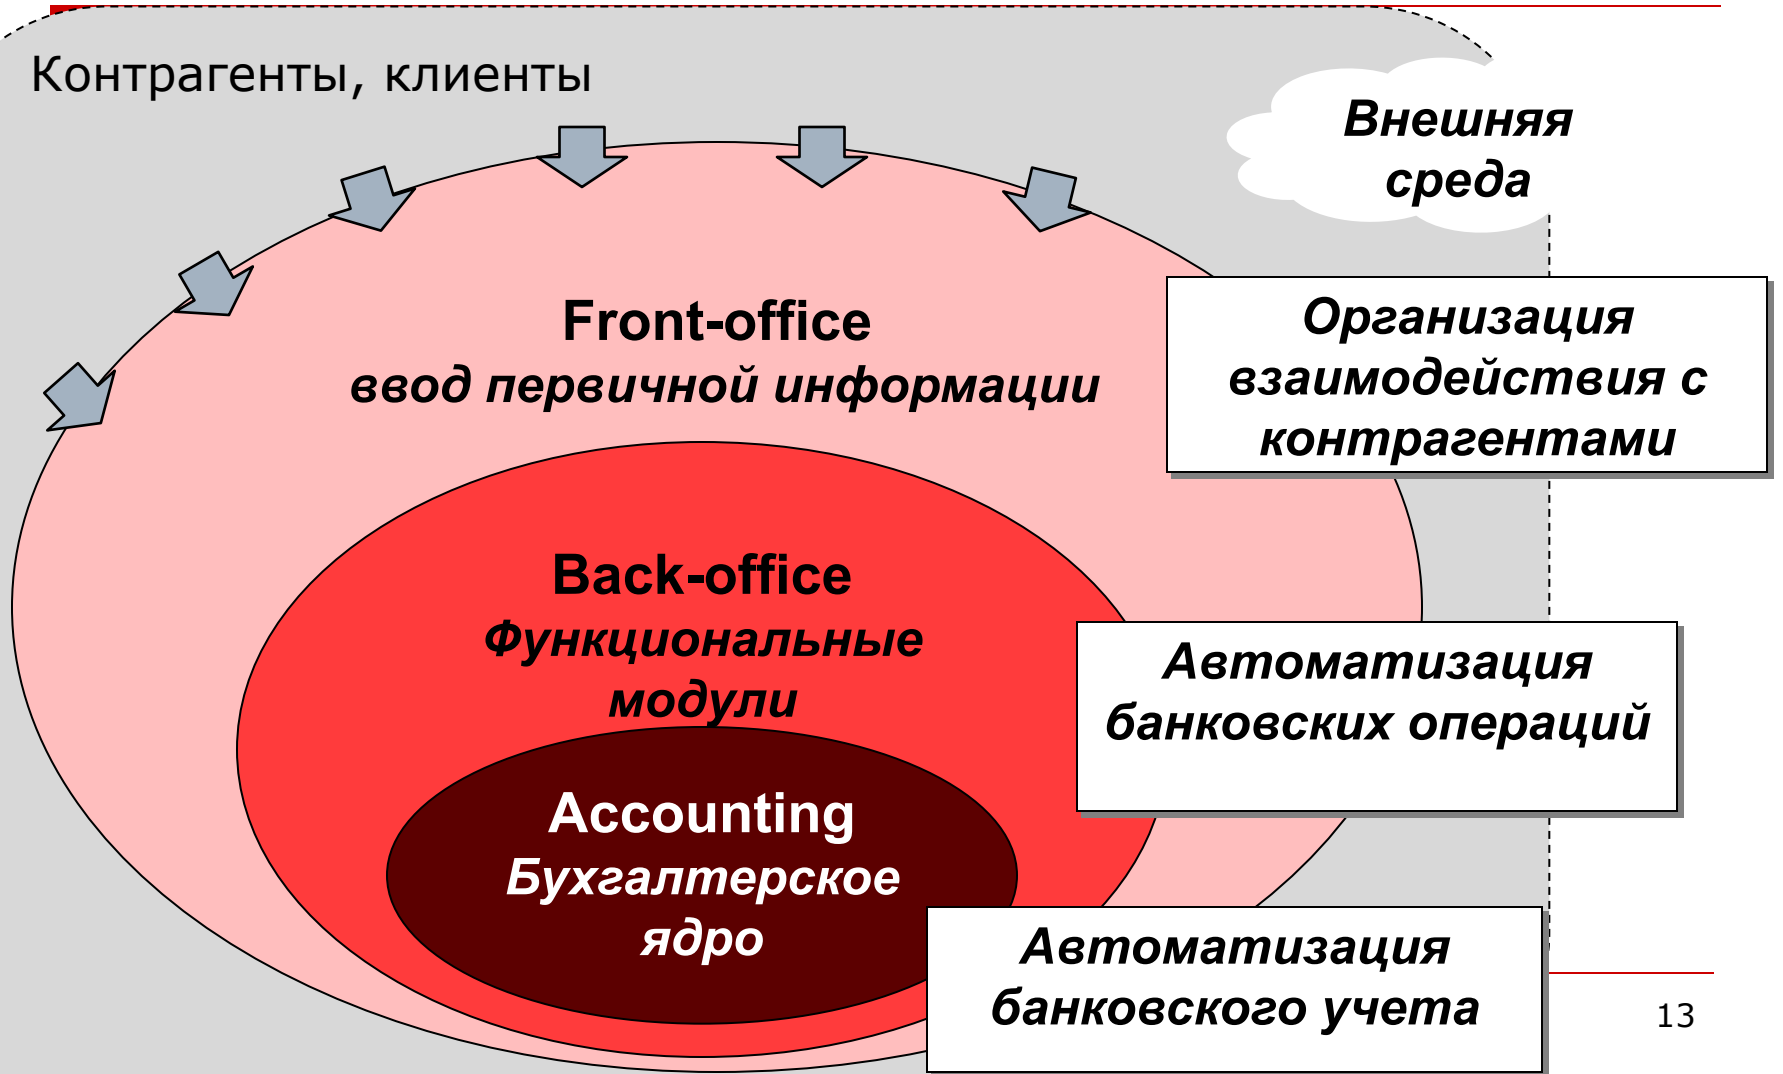 Контрагенты, клиенты
Внешняя
среда
Front-office
ввод первичной информации
Организация
взаимодействия с
контрагентами
Back-office
Функциональные
модули
Автоматизация
банковских операций
Accounting
Бухгалтерское
ядро
Автоматизация
банковского учета
13